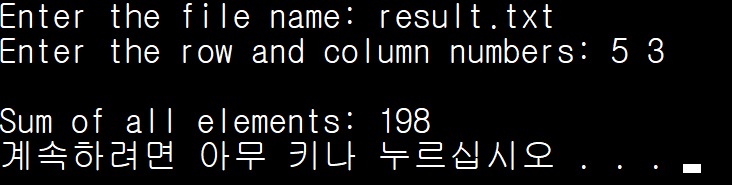 Enter the file name: result.txt
Enter the row and column numbers: 5 3
Sum of all elements: 198
계속하려면 아무 키나 누르십시오 . . .